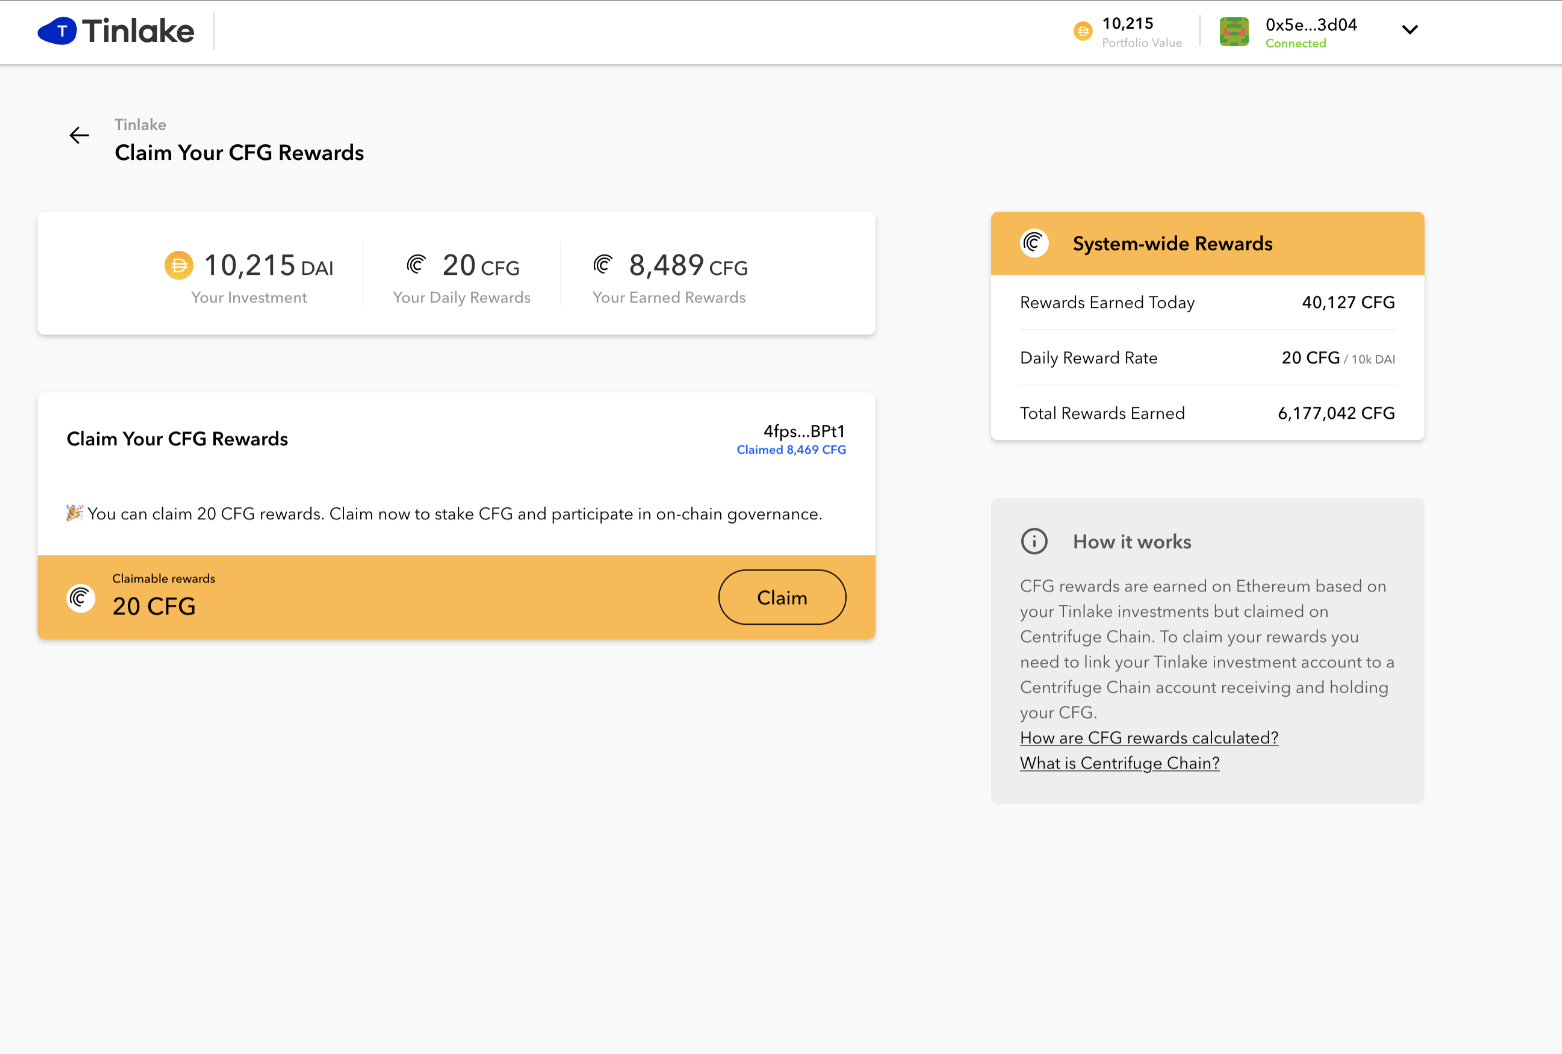 T Tinlake
10,215
Portfolio Value
0x5e...3d04
Connected
Tinlake
Claim Your CFG Rewards
10,215 DAI
Your Investment
20 CFG
Your Daily Rewards
8,489 CFG
Your Earned Rewards
Claim Your CFG Rewards
4fps...BPt1
Claimed 8,469 CFG
🎉 You can claim 20 CFG rewards. Claim now to stake CFG and participate in on-chain governance.
Claimable rewards
20 CFG
Claim
System-wide Rewards
Rewards Earned Today 40,127 CFG
Daily Reward Rate 20 CFG / 10k DAI
Total Rewards Earned 6,177,042 CFG
How it works
CFG rewards are earned on Ethereum based on
your Tinlake investments but claimed on
Centrifuge Chain. To claim your rewards you
need to link your Tinlake investment account to a
Centrifuge Chain account receiving and holding
your CFG.
How are CFG rewards calculated?
What is Centrifuge Chain?